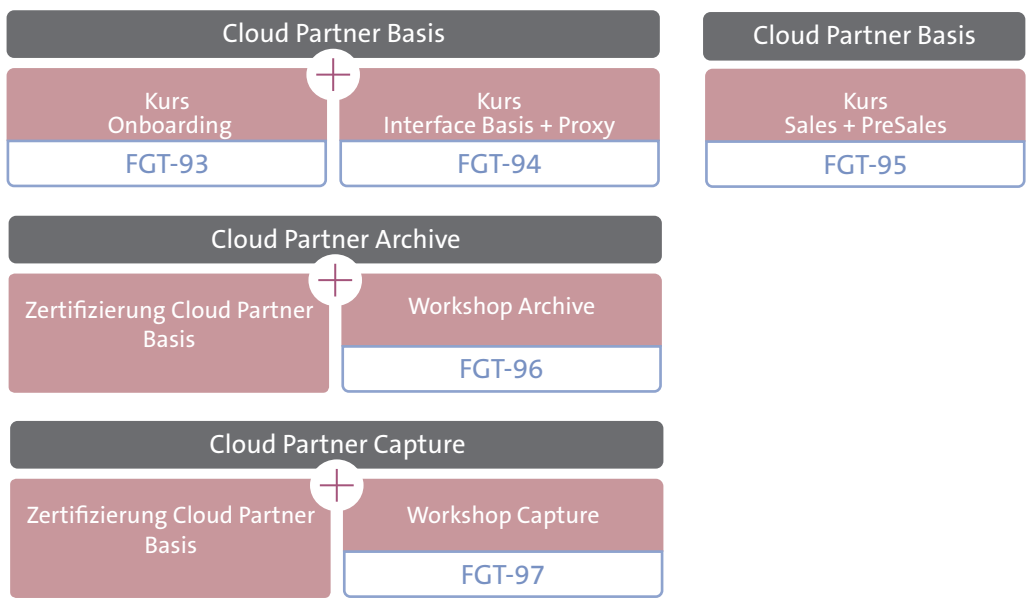 Cloud Partner Basis
Kurs
Onboarding
FGT-93
Kurs
Interface Basis + Proxy
FGT-94
Cloud Partner Basis
Kurs
Sales + PreSales
FGT-95
Cloud Partner Archive
Zertifizierung Cloud Partner
Basis
Workshop Archive
FGT-96
Cloud Partner Capture
Zertifizierung Cloud Partner
Basis
Workshop Capture
FGT-97